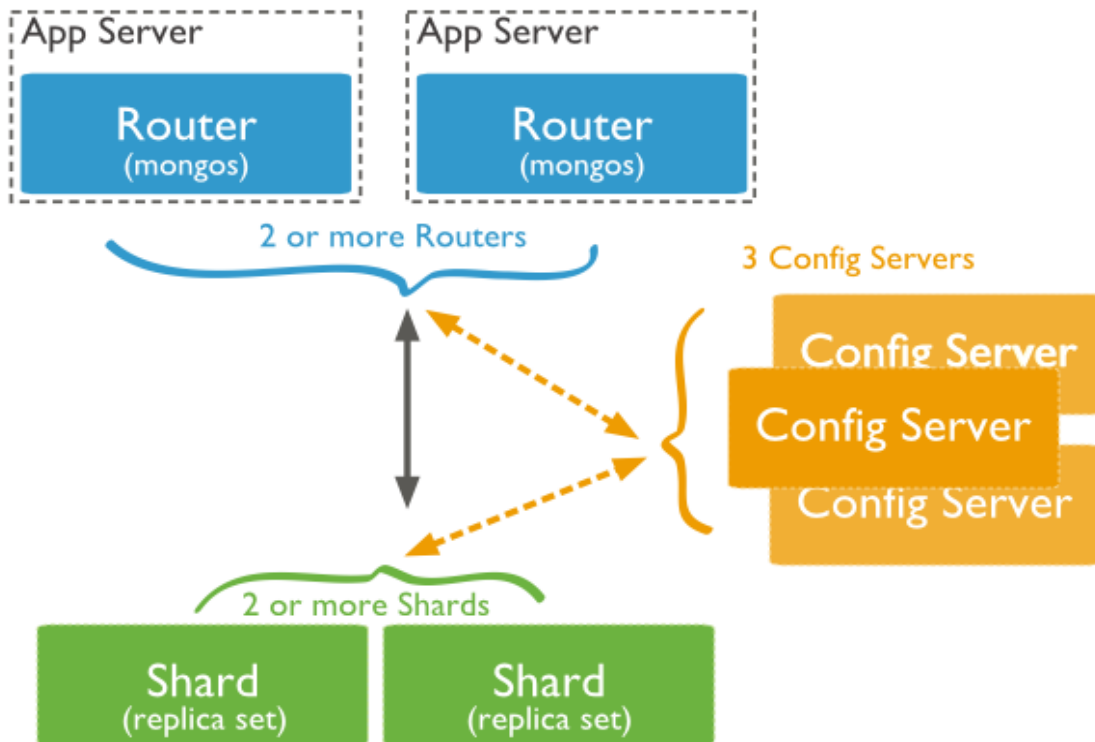 App Server
App Server
Router
(mongos)
Router
(mongos)
2 or more Routers
3 Config Servers
Config Server
Config Server
Config Server
2 or more Shards
Shard
(replica set)
Shard
(replica set)